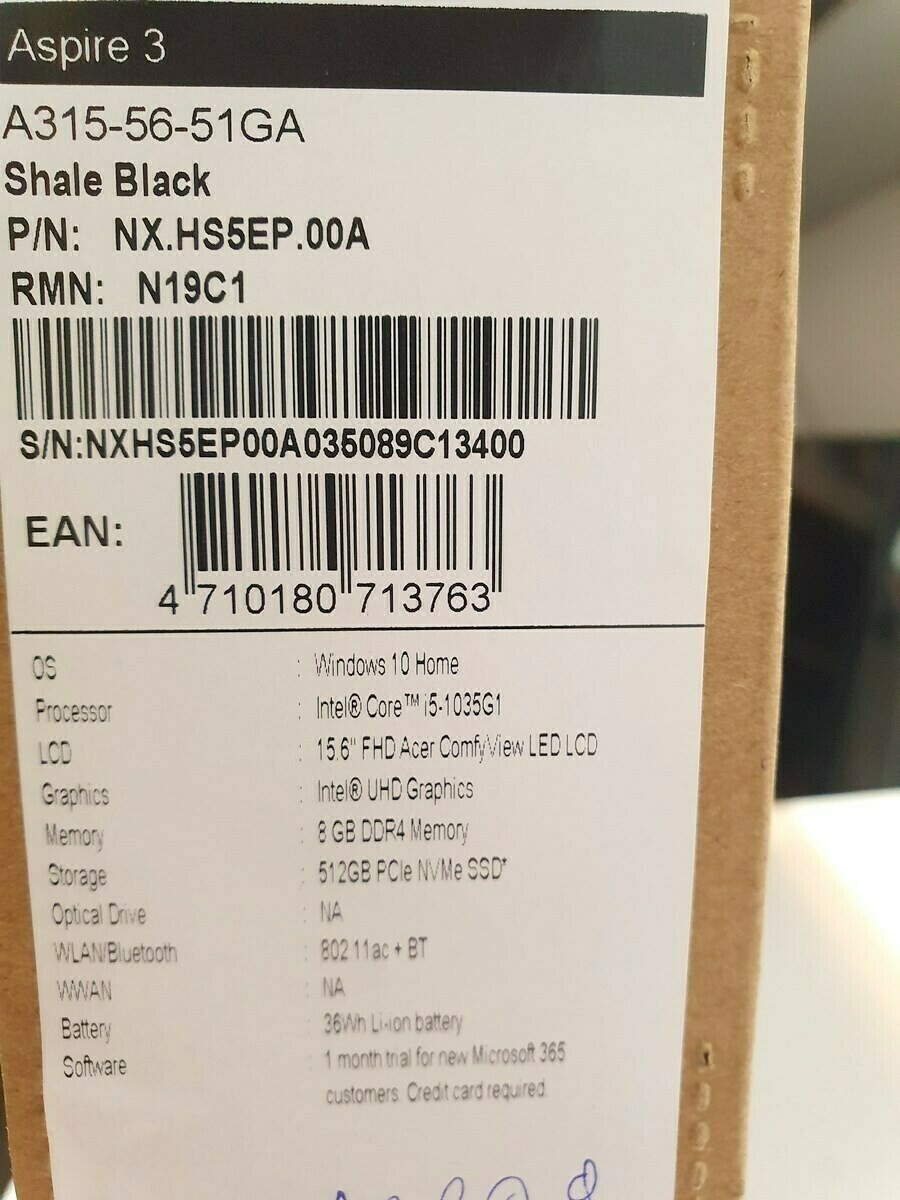 Aspire 3
A315-56-51GA
Shale Black
P/N: NX.HS5EP.00A
RMN: N19C1
S/N:NXHS5EP00A035089C13400
EAN:
4 710180 713763
OS : Windows 10 Home
Processor : Intel® Core™ i5-1035G1
LCD : 15.6" FHD Acer ComfyView LED LCD
Graphics : Intel® UHD Graphics
Memory : 8 GB DDR4 Memory
Storage : 512GB PCIe NVMe SSD*
Optical Drive : NA
WLAN/Bluetooth : 802.11ac + BT
WWAN : NA
Battery : 36Wh Li-ion battery
Software : 1 month trial for new Microsoft 365
customers. Credit card required.